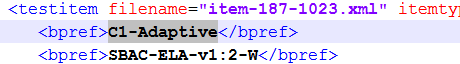 <testitem filename="item-187-1023.xml" itemtyp
<bpref>C1-Adaptive</bpref>
<bpref>SBAC-ELA-v1:2-W</bpref>